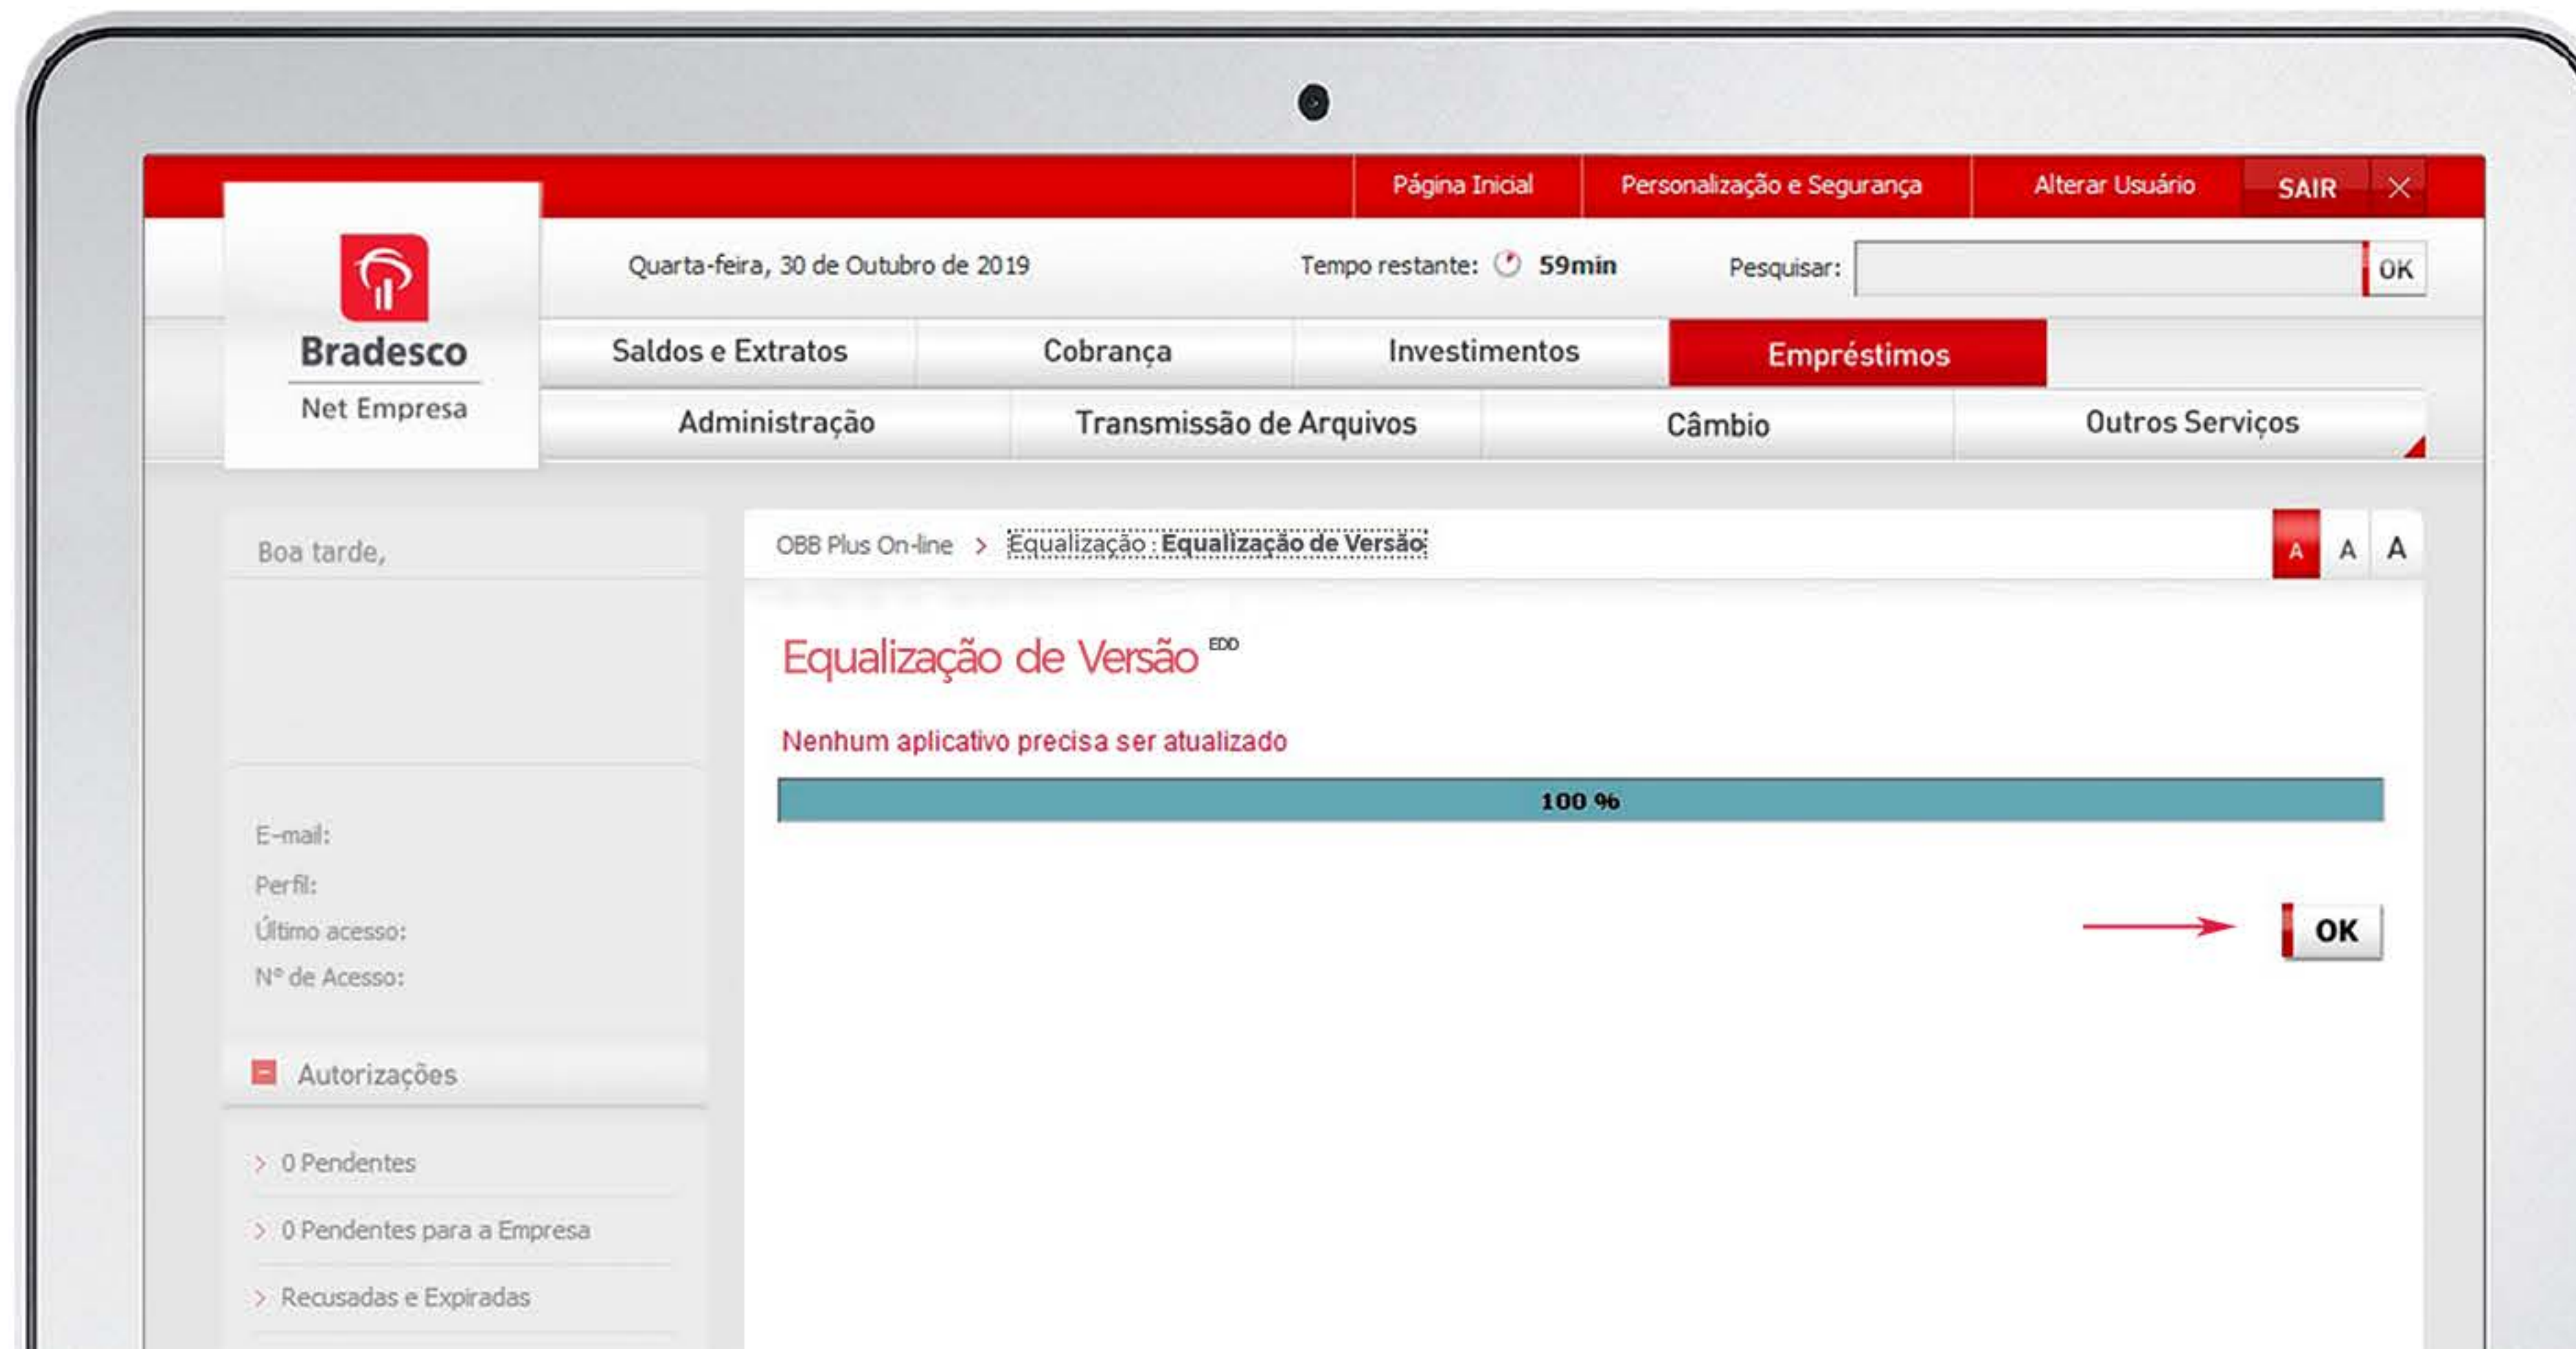 Página Inicial Personalização e Segurança Alterar Usuário SAIR
Quarta-feira, 30 de Outubro de 2019 Tempo restante: 59min Pesquisar: OK
Bradesco
Net Empresa
Saldos e Extratos Cobrança Investimentos Empréstimos
Administração Transmissão de Arquivos Câmbio Outros Serviços
Boa tarde,
E-mail:
Perfil:
Último acesso:
Nº de Acesso:
Autorizações
> 0 Pendentes
> 0 Pendentes para a Empresa
> Recusadas e Expiradas
OBB Plus On-line > Equalização : Equalização de Versão
A A A
Equalização de Versão EDD
Nenhum aplicativo precisa ser atualizado
100 %
OK